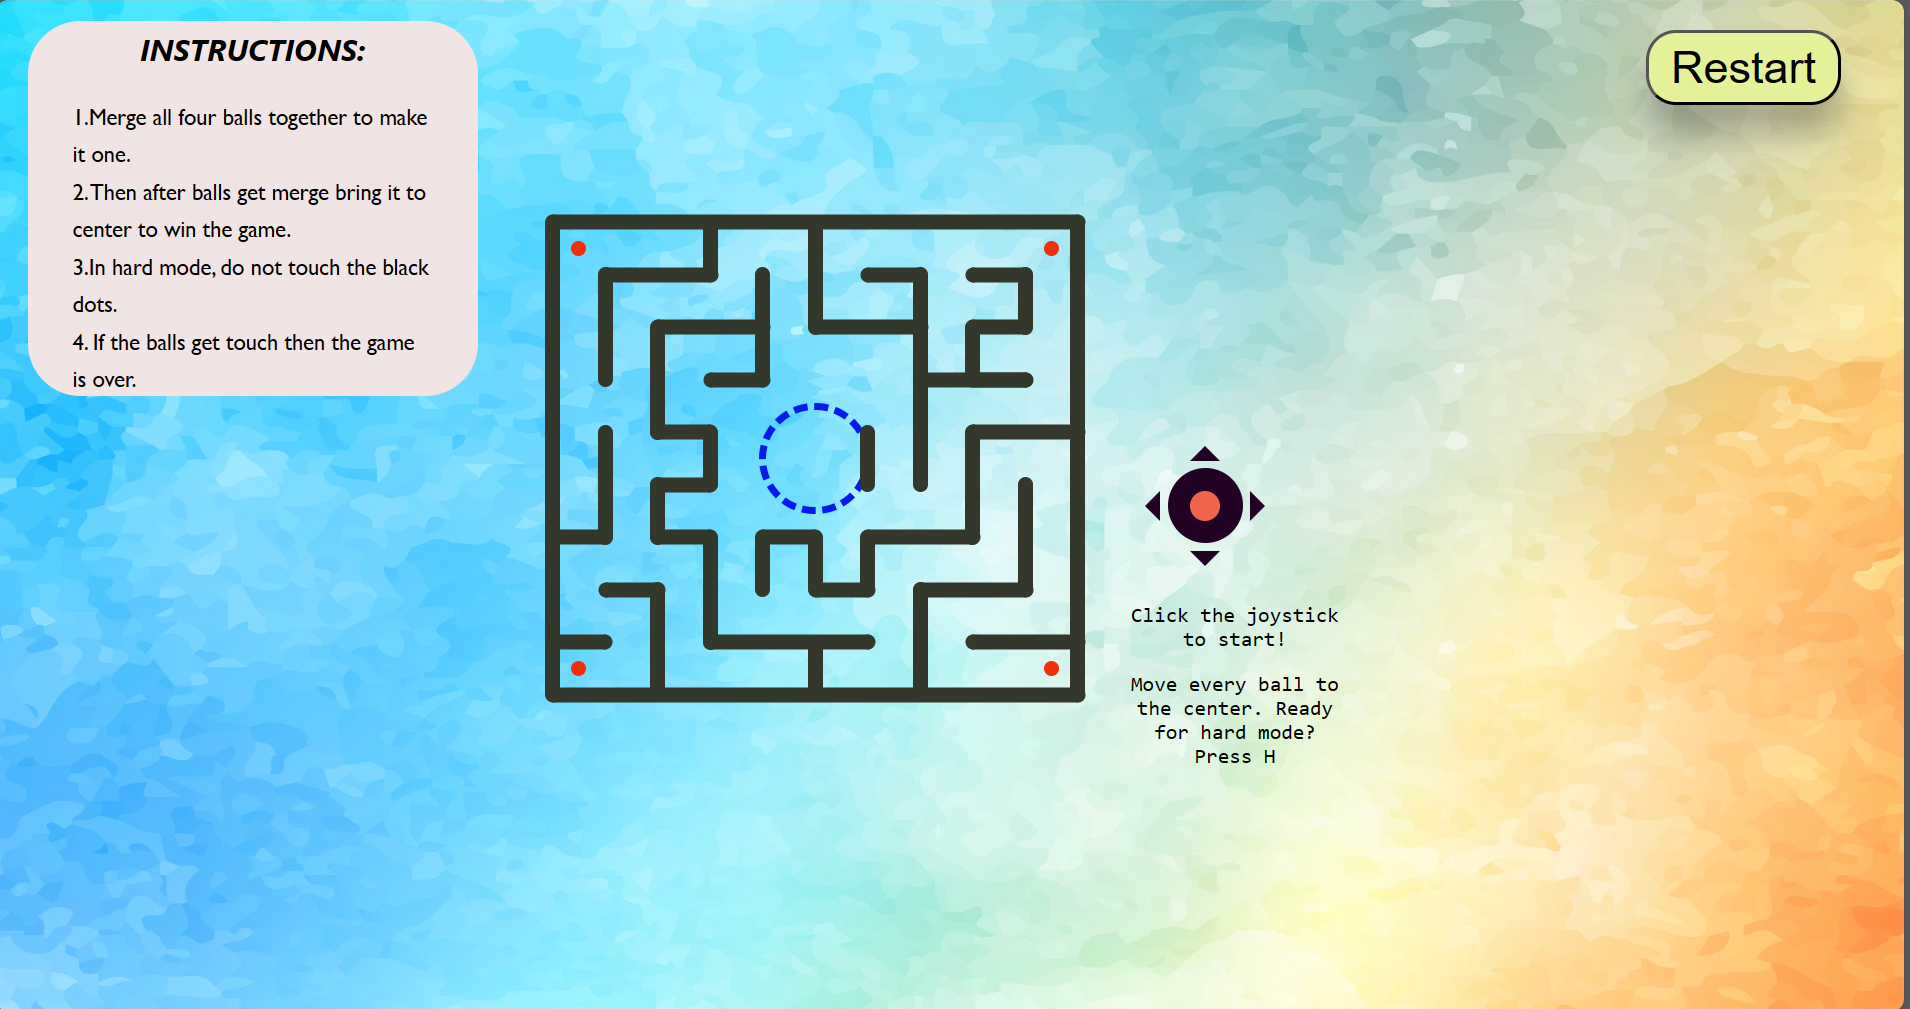 INSTRUCTIONS:
1.Merge all four balls together to make
it one.
2.Then after balls get merge bring it to
center to win the game.
3.In hard mode, do not touch the black
dots.
4. If the balls get touch then the game
is over.
Restart
Click the joystick
to start!
Move every ball to
the center. Ready
for hard mode?
Press H